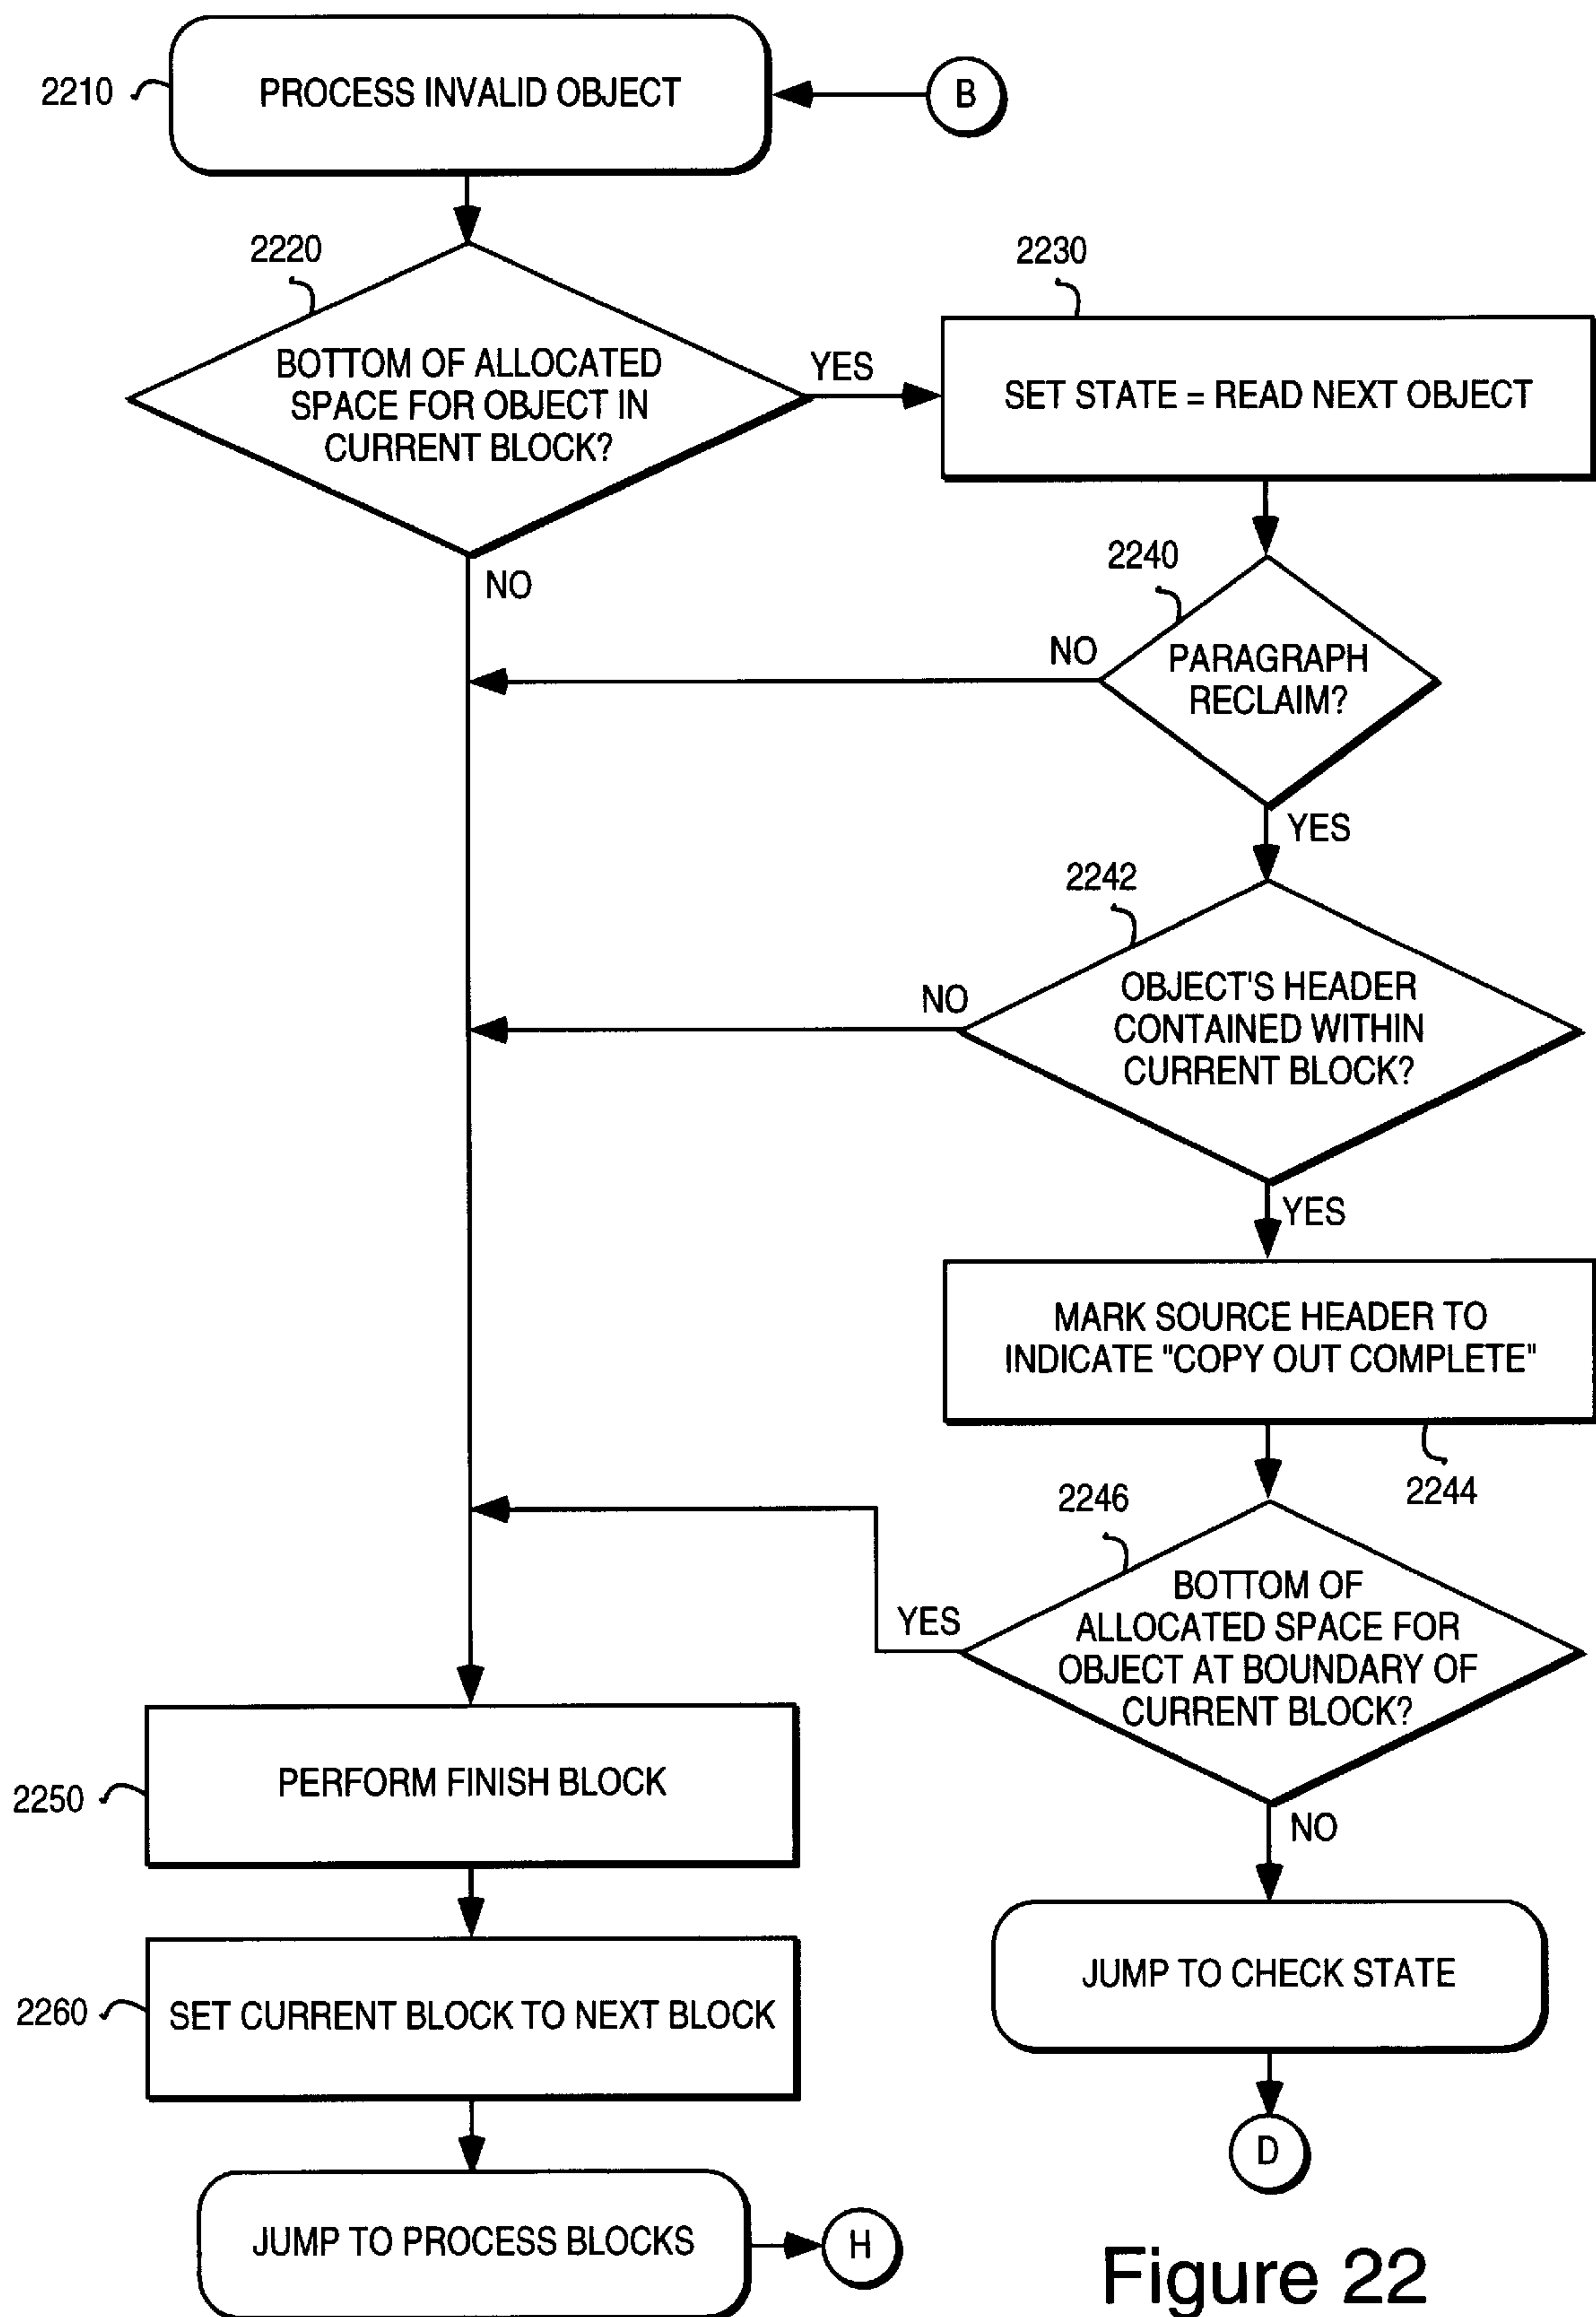 2210
PROCESS INVALID OBJECT
B
2220
BOTTOM OF ALLOCATED
SPACE FOR OBJECT IN
CURRENT BLOCK?
YES
NO
2230
SET STATE = READ NEXT OBJECT
2240
PARAGRAPH
RECLAIM?
NO
YES
2242
OBJECT'S HEADER
CONTAINED WITHIN
CURRENT BLOCK?
NO
YES
MARK SOURCE HEADER TO
INDICATE "COPY OUT COMPLETE"
2244
2246
BOTTOM OF
ALLOCATED SPACE FOR
OBJECT AT BOUNDARY OF
CURRENT BLOCK?
YES
NO
2250
PERFORM FINISH BLOCK
2260
SET CURRENT BLOCK TO NEXT BLOCK
JUMP TO CHECK STATE
D
JUMP TO PROCESS BLOCKS
H
Figure 22